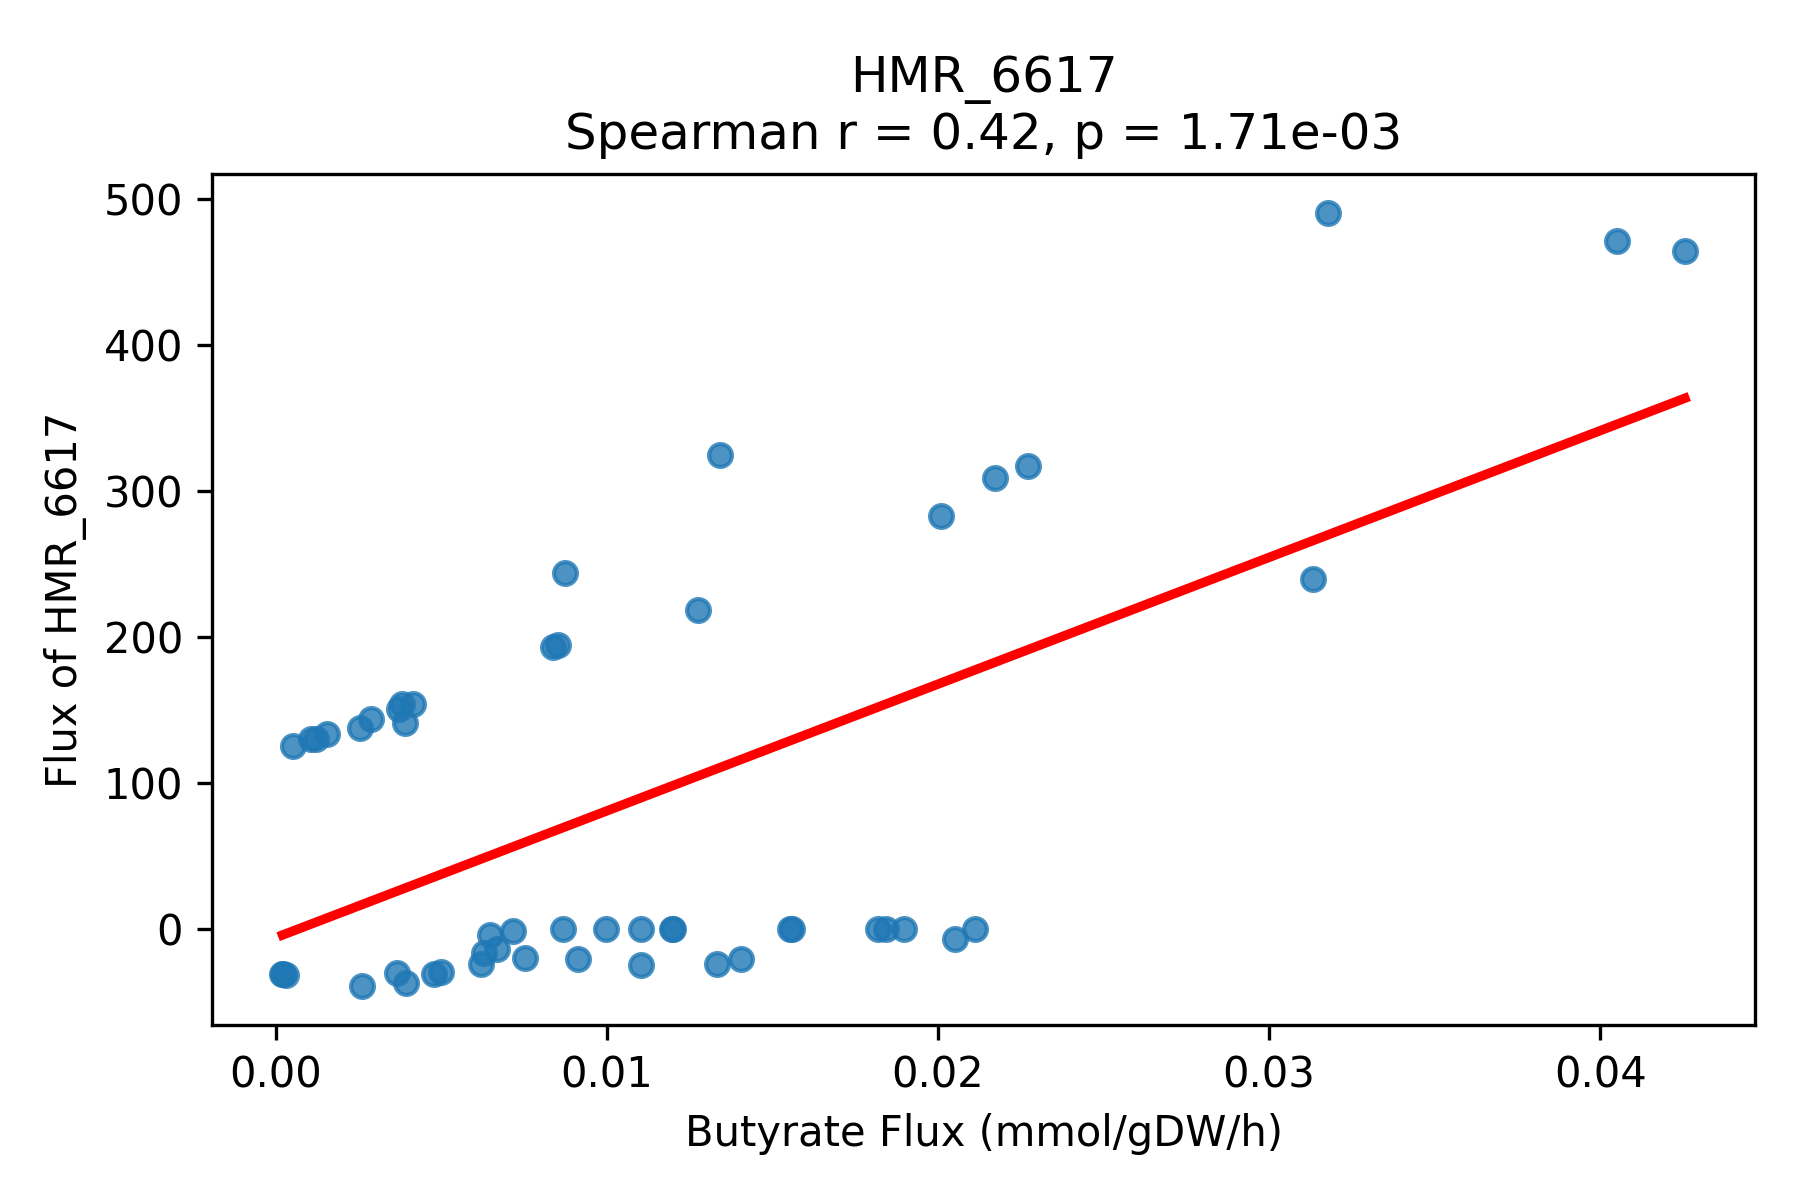 HMR_6617
Spearman r = 0.42, p = 1.71e-03
500
400
300
200
100
0
Flux of HMR_6617
0.00
0.01
0.02
0.03
0.04
Butyrate Flux (mmol/gDW/h)